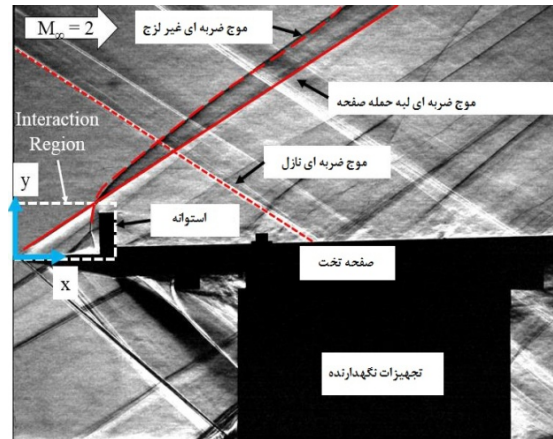 M∞ = 2
موج ضربه ای غیر لزج
موج ضربه ای لبه حمله صفحه
Interaction
Region
موج ضربه ای نازل
y
استوانه
x
صفحه تخت
تجهیزات نگهدارنده